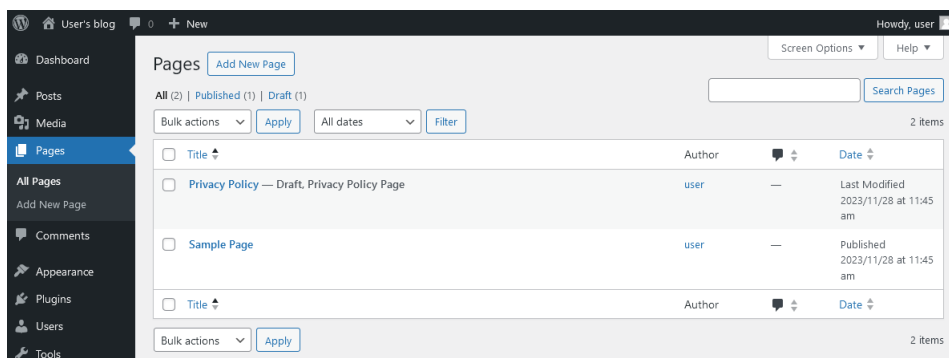 User's blog 0 + New Howdy, user
Dashboard
Posts
Media
Pages
All Pages
Add New Page
Comments
Appearance
Plugins
Users
Tools
Screen Options ▼ Help ▼
Pages Add New Page
All (2) | Published (1) | Draft (1)
Search Pages
Bulk actions Apply All dates Filter 2 items
Title Author Date
Privacy Policy — Draft, Privacy Policy Page user — Last Modified
2023/11/28 at 11:45
am
Sample Page user — Published
2023/11/28 at 11:45
am
Title Author Date
Bulk actions Apply 2 items